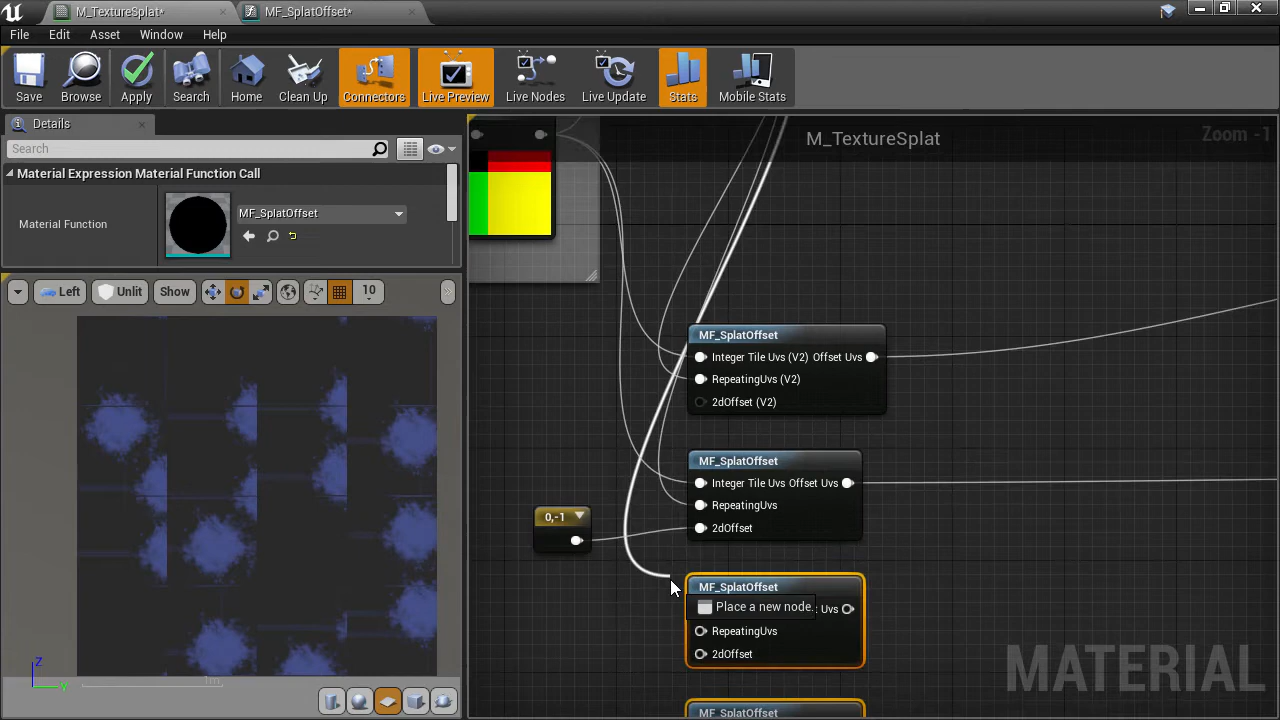 M_TextureSplat*
MF_SplatOffset*
File Edit Asset Window Help
Save Browse Apply Search Home Clean Up Connectors Live Preview Live Nodes Live Update Stats Mobile Stats
Details
Search
Material Expression Material Function Call
Material Function
MF_SplatOffset
Left Unlit Show 10
Z
Y
M_TextureSplat
Zoom -1
MF_SplatOffset
Integer Tile Uvs (V2) Offset Uvs
RepeatingUvs (V2)
2dOffset (V2)
MF_SplatOffset
Integer Tile Uvs Offset Uvs
RepeatingUvs
2dOffset
0,-1
MF_SplatOffset
Place a new node.
Uvs
RepeatingUvs
2dOffset
MF_SplatOffset
MATERIAL